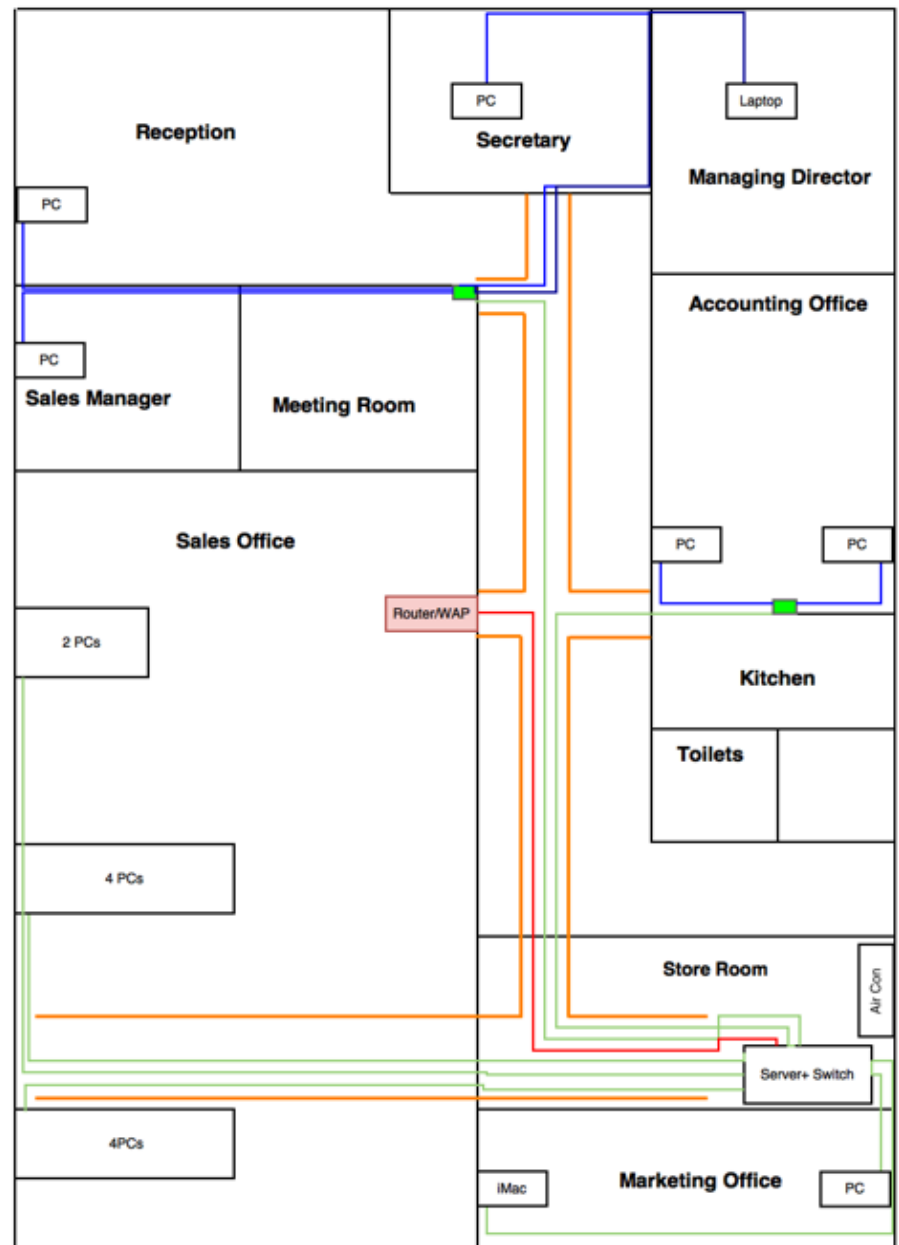 PC
Laptop
Reception
Secretary
Managing Director
PC
Accounting Office
PC
Sales Manager
Meeting Room
Sales Office
PC
PC
Router/WAP
2 PCs
Kitchen
Toilets
4 PCs
Store Room
Air Con
Server+ Switch
4PCs
Marketing Office
iMac
PC